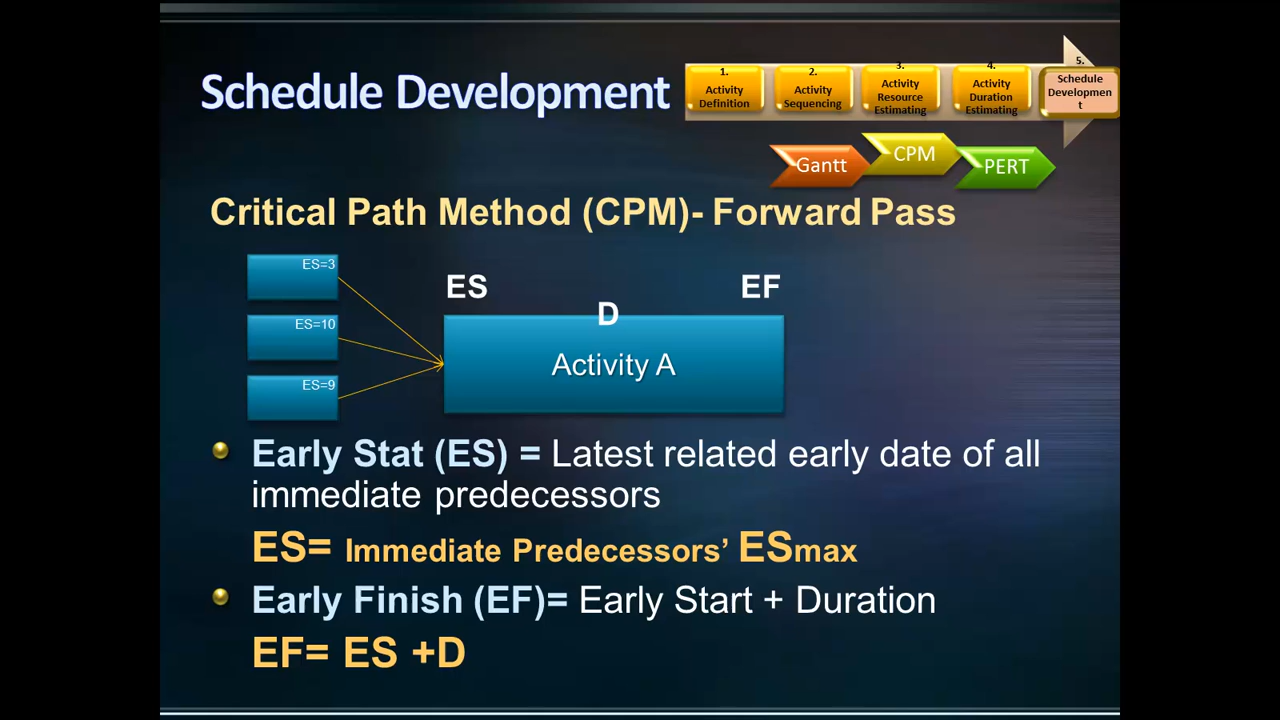 Schedule Development
1.
Activity
Definition
2.
Activity
Sequencing
3.
Activity
Resource
Estimating
4.
Activity
Duration
Estimating
5.
Schedule
Developmen
t
Gantt
CPM
PERT
Critical Path Method (CPM)- Forward Pass
ES=3
ES=10
ES=9
ES
D
EF
Activity A
Early Stat (ES) = Latest related early date of all
immediate predecessors
ES= Immediate Predecessors’ ESmax
Early Finish (EF)= Early Start + Duration
EF= ES +D